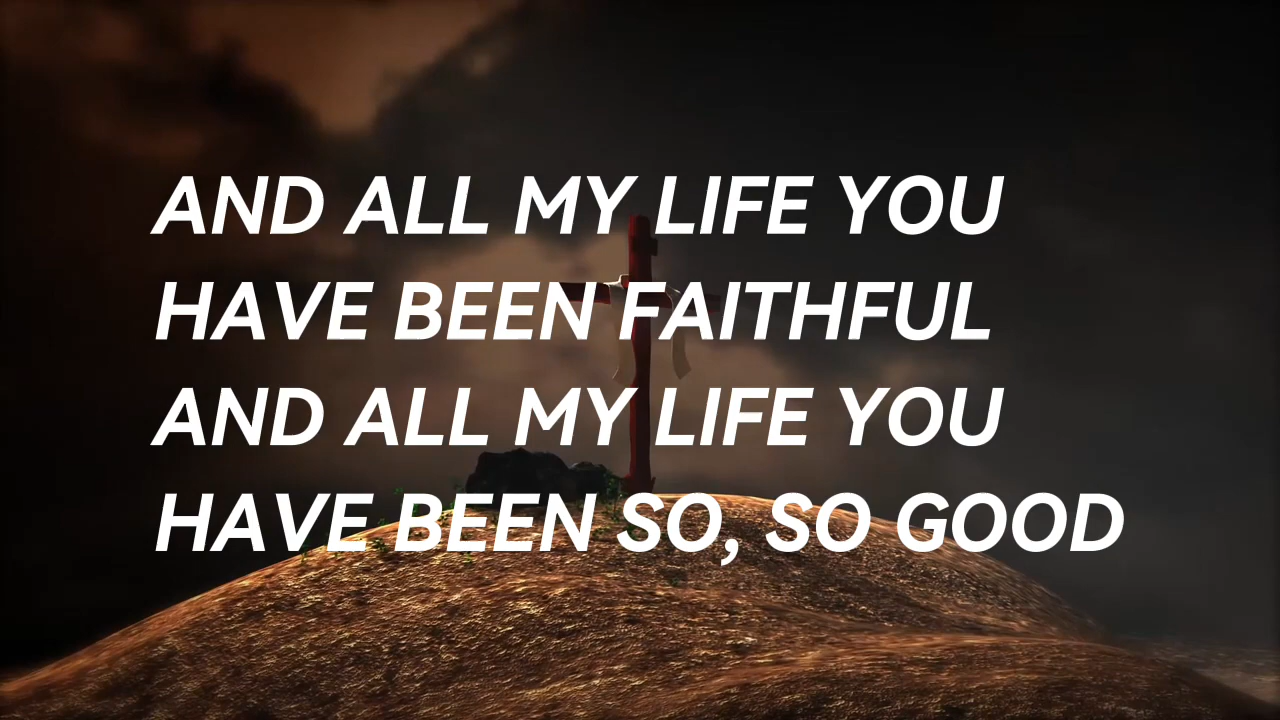 AND ALL MY LIFE YOU
HAVE BEEN FAITHFUL
AND ALL MY LIFE YOU
HAVE BEEN SO, SO GOOD